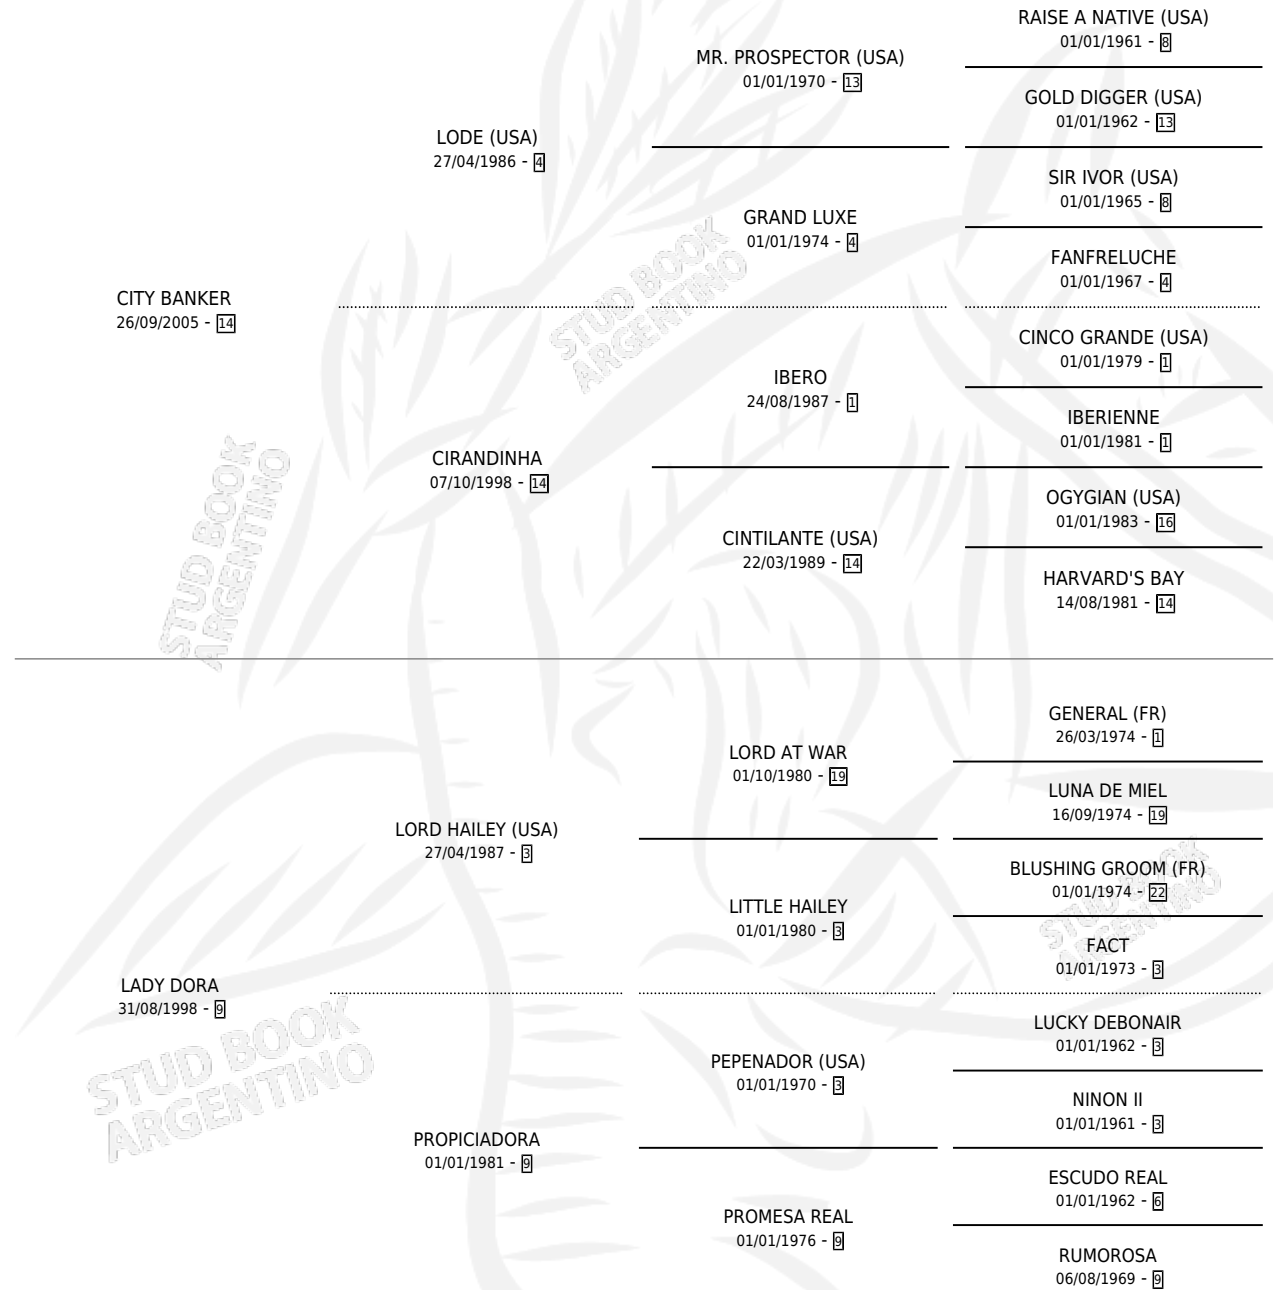 RAISE A NATIVE (USA)
01/01/1961 - 8
MR. PROSPECTOR (USA)
01/01/1970 - 13
GOLD DIGGER (USA)
01/01/1962 - 13
LODE (USA)
27/04/1986 - 4
SIR IVOR (USA)
01/01/1965 - 8
GRAND LUXE
01/01/1974 - 4
FANFRELUCHE
01/01/1967 - 4
CITY BANKER
26/09/2005 - 14
STUD BOOK
ARGENTINO
CINCO GRANDE (USA)
01/01/1979 - 1
IBERO
24/08/1987 - 1
IBERIENNE
01/01/1981 - 1
CIRANDINHA
07/10/1998 - 14
STUD BOOK
ARGENTINO
OGYGIAN (USA)
01/01/1983 - 16
CINTILANTE (USA)
22/03/1989 - 14
HARVARD'S BAY
14/08/1981 - 14
GENERAL (FR)
26/03/1974 - 1
LORD AT WAR
01/10/1980 - 19
LUNA DE MIEL
16/09/1974 - 19
LORD HAILEY (USA)
27/04/1987 - 3
BLUSHING GROOM (FR)
01/01/1974 - 22
STUD BOOK
ARGENTINO
LITTLE HAILEY
01/01/1980 - 3
FACT
01/01/1973 - 3
LADY DORA
31/08/1998 - 9
STUD BOOK
ARGENTINO
LUCKY DEBONAIR
01/01/1962 - 3
PEPENADOR (USA)
01/01/1970 - 3
NINON II
01/01/1961 - 3
PROPICIADORA
01/01/1981 - 9
ESCUDO REAL
01/01/1962 - 6
PROMESA REAL
01/01/1976 - 9
RUMOROSA
06/08/1969 - 9